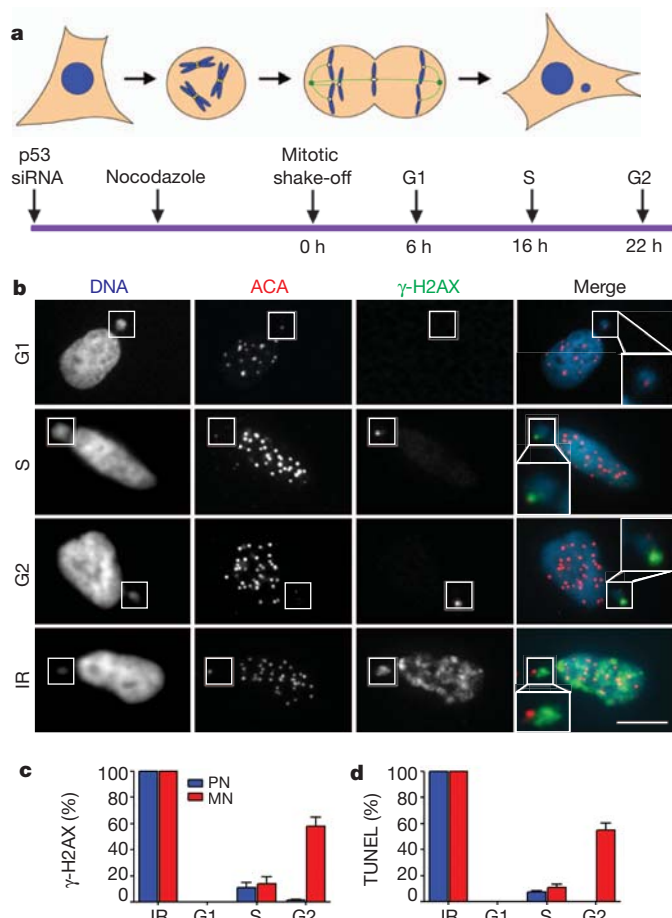 a
p53
siRNA
Nocodazole
Mitotic
shake-off
G1
S
G2
0 h
6 h
16 h
22 h
b
DNA
ACA
γ-H2AX
Merge
G1
S
G2
IR
c
γ-H2AX (%)
100
80
60
40
20
0
PN
MN
IR
G1
S
G2
d
TUNEL (%)
100
80
60
40
20
0
IR
G1
S
G2